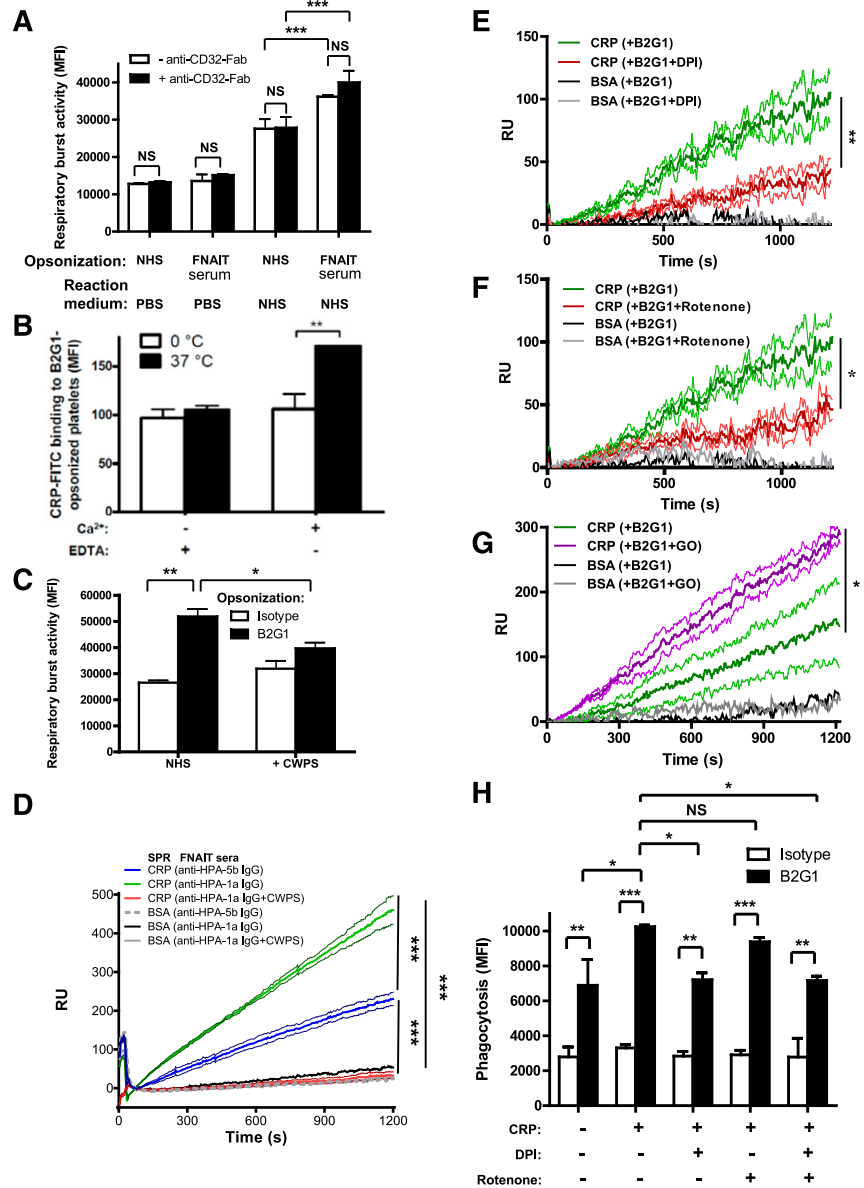 A
Respiratory burst activity (MFI)
- anti-CD32-Fab
+ anti-CD32-Fab
*** ***
NS NS NS NS
40000
30000
20000
10000
0
Opsonization: NHS FNAIT serum NHS FNAIT serum
Reaction medium: PBS PBS NHS NHS
B
CRP-FITC binding to B2G1-
opsonized platelets (MFI)
0 °C
37 °C
**
150
100
50
0
Ca²⁺: - +
EDTA: + -
C
Respiratory burst activity (MFI)
** *
Opsonization:
Isotype
B2G1
60000
50000
40000
30000
20000
10000
0
NHS + CWPS
D
SPR FNAIT sera
CRP (anti-HPA-5b IgG)
CRP (anti-HPA-1a IgG)
CRP (anti-HPA-1a IgG+CWPS)
BSA (anti-HPA-5b IgG)
BSA (anti-HPA-1a IgG)
BSA (anti-HPA-1a IgG+CWPS)
RU
500
400
300
200
100
0
*** *** ***
0 300 600 900 1200
Time (s)
E
CRP (+B2G1)
CRP (+B2G1+DPI)
BSA (+B2G1)
BSA (+B2G1+DPI)
RU
150
100
50
0
**
0 500 1000
Time (s)
F
CRP (+B2G1)
CRP (+B2G1+Rotenone)
BSA (+B2G1)
BSA (+B2G1+Rotenone)
RU
150
100
50
0
*
0 500 1000
Time (s)
G
CRP (+B2G1)
CRP (+B2G1+GO)
BSA (+B2G1)
BSA (+B2G1+GO)
RU
300
200
100
0
*
0 300 600 900 1200
Time (s)
H
*
NS
*
*
Isotype
B2G1
** *** ** *** **
Phagocytosis (MFI)
10000
8000
6000
4000
2000
0
CRP: - + + + +
DPI: - - + - +
Rotenone: - - - + +